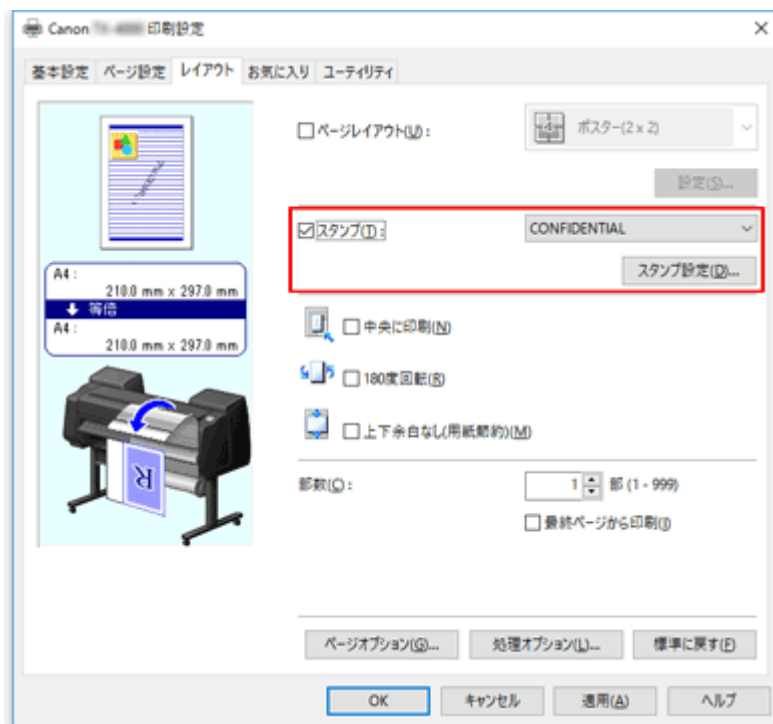 Canon 印刷設定
基本設定 ページ設定 レイアウト お気に入り ユーティリティ
ページレイアウト(U):
ポスター(2 x 2)
設定(S)...
スタンプ(T):
CONFIDENTIAL
スタンプ設定(D)...
A4 :
210.0 mm x 297.0 mm
等倍
A4 :
210.0 mm x 297.0 mm
中央に印刷(N)
180度回転(R)
上下余白なし(用紙節約)(M)
部数(C):
1 部 (1 - 999)
最終ページから印刷(I)
ページオプション(G)...
処理オプション(L)...
標準に戻す(F)
OK
キャンセル
適用(A)
ヘルプ